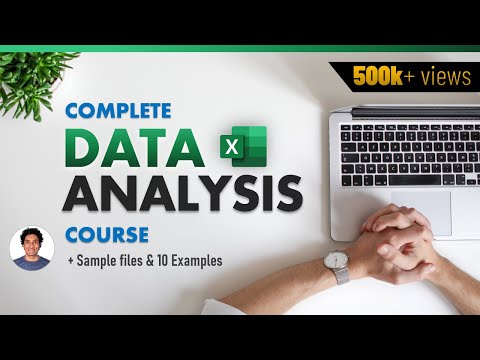 500k+ views
COMPLETE
DATA
X
ANALYSIS
COURSE
+ Sample files & 10 Examples